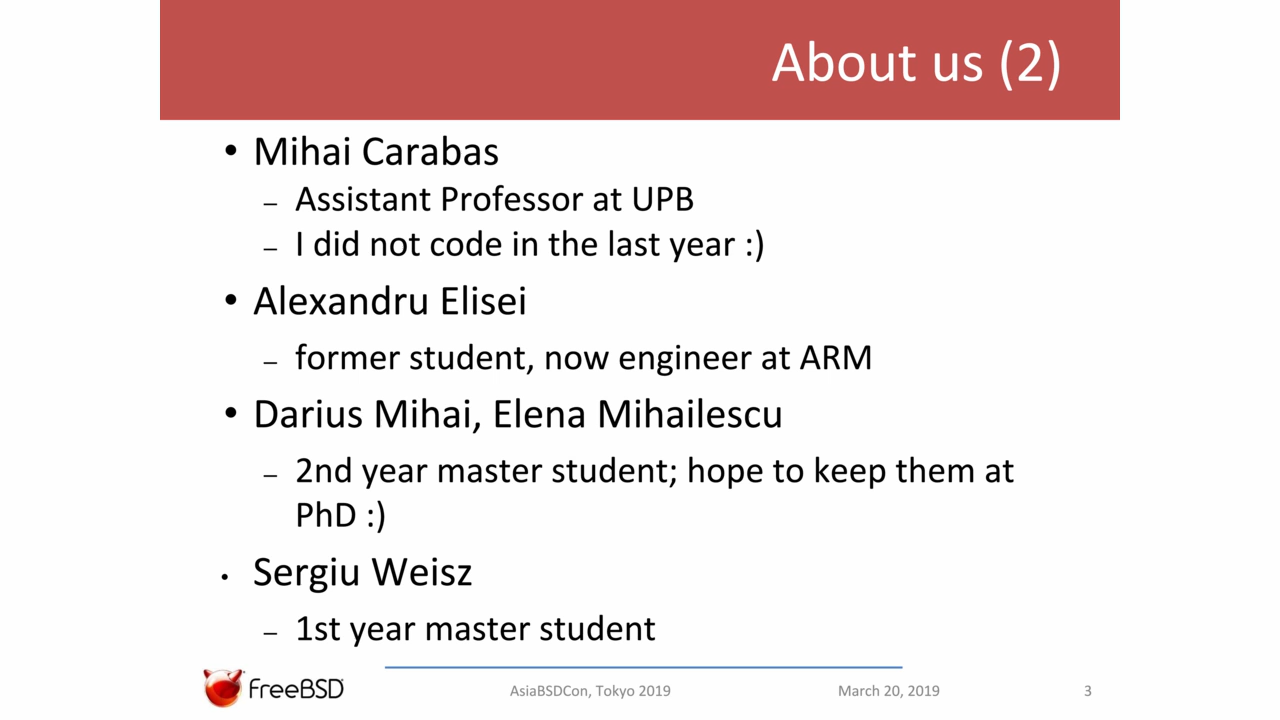 About us (2)
• Mihai Carabas
– Assistant Professor at UPB
– I did not code in the last year :)
• Alexandru Elisei
– former student, now engineer at ARM
• Darius Mihai, Elena Mihailescu
– 2nd year master student; hope to keep them at
PhD :)
• Sergiu Weisz
– 1st year master student
FreeBSD
AsiaBSDCon, Tokyo 2019
March 20, 2019
3